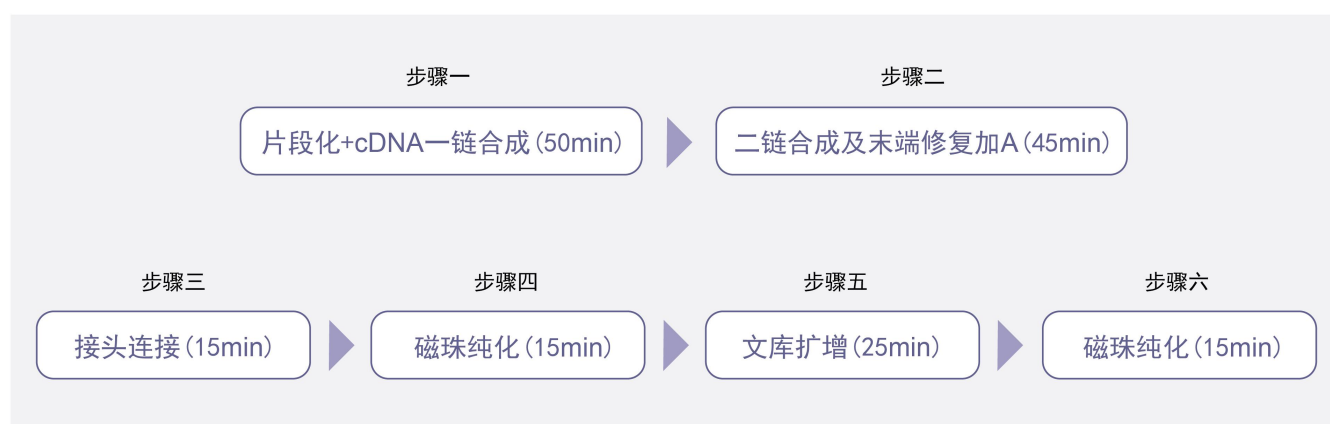 步骤一
步骤二
片段化+cDNA一链合成(50min)
二链合成及末端修复加A(45min)
步骤三
步骤四
步骤五
步骤六
接头连接(15min)
磁珠纯化(15min)
文库扩增(25min)
磁珠纯化(15min)